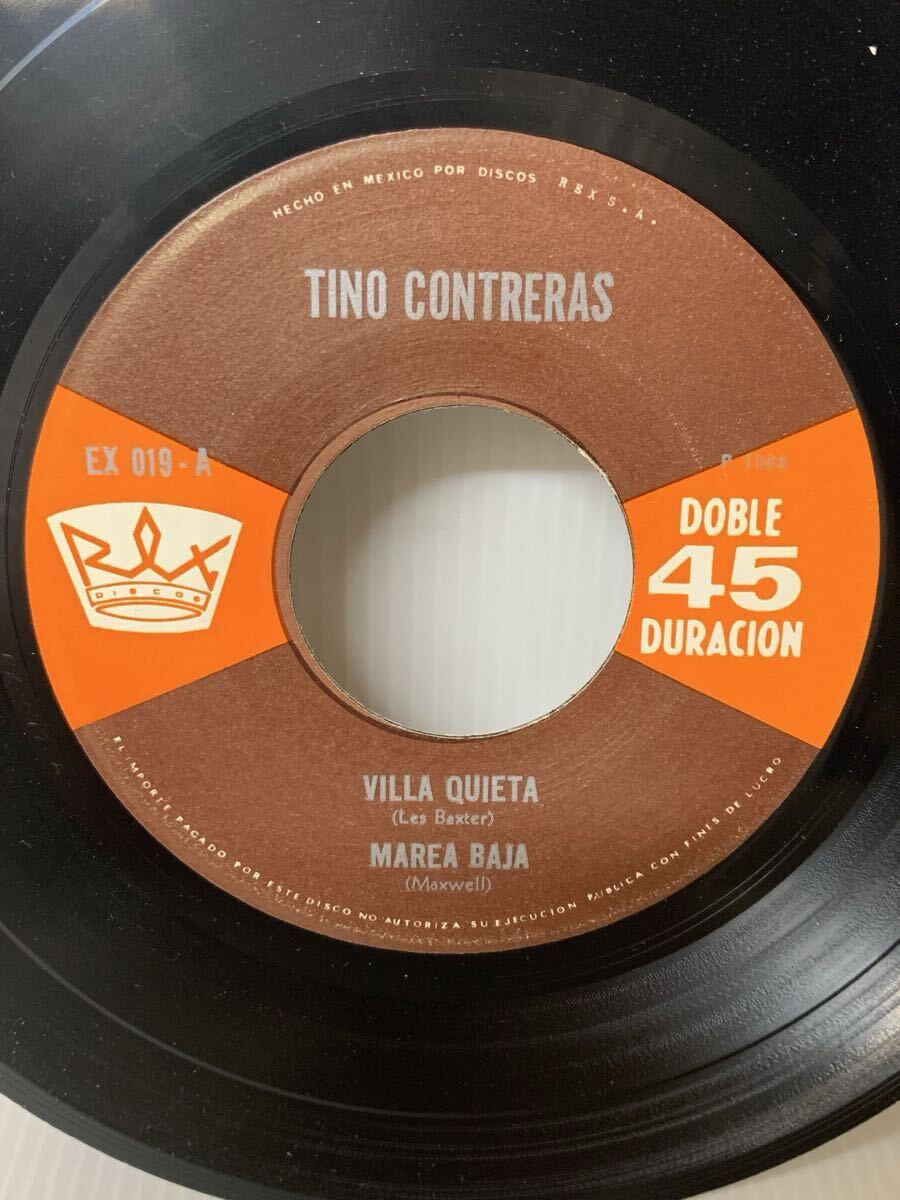 HECHO EN MEXICO POR DISCOS REX S.A.
TINO CONTRERAS
EX 019 - A
REX
DISCOS
DOBLE
45
DURACION
VILLA QUIETA
(Les Baxter)
MAREA BAJA
(Maxwell)
EL IMPORTE PAGADO POR ESTE DISCO NO AUTORIZA SU EJECUCION PUBLICA CON FINES DE LUCRO